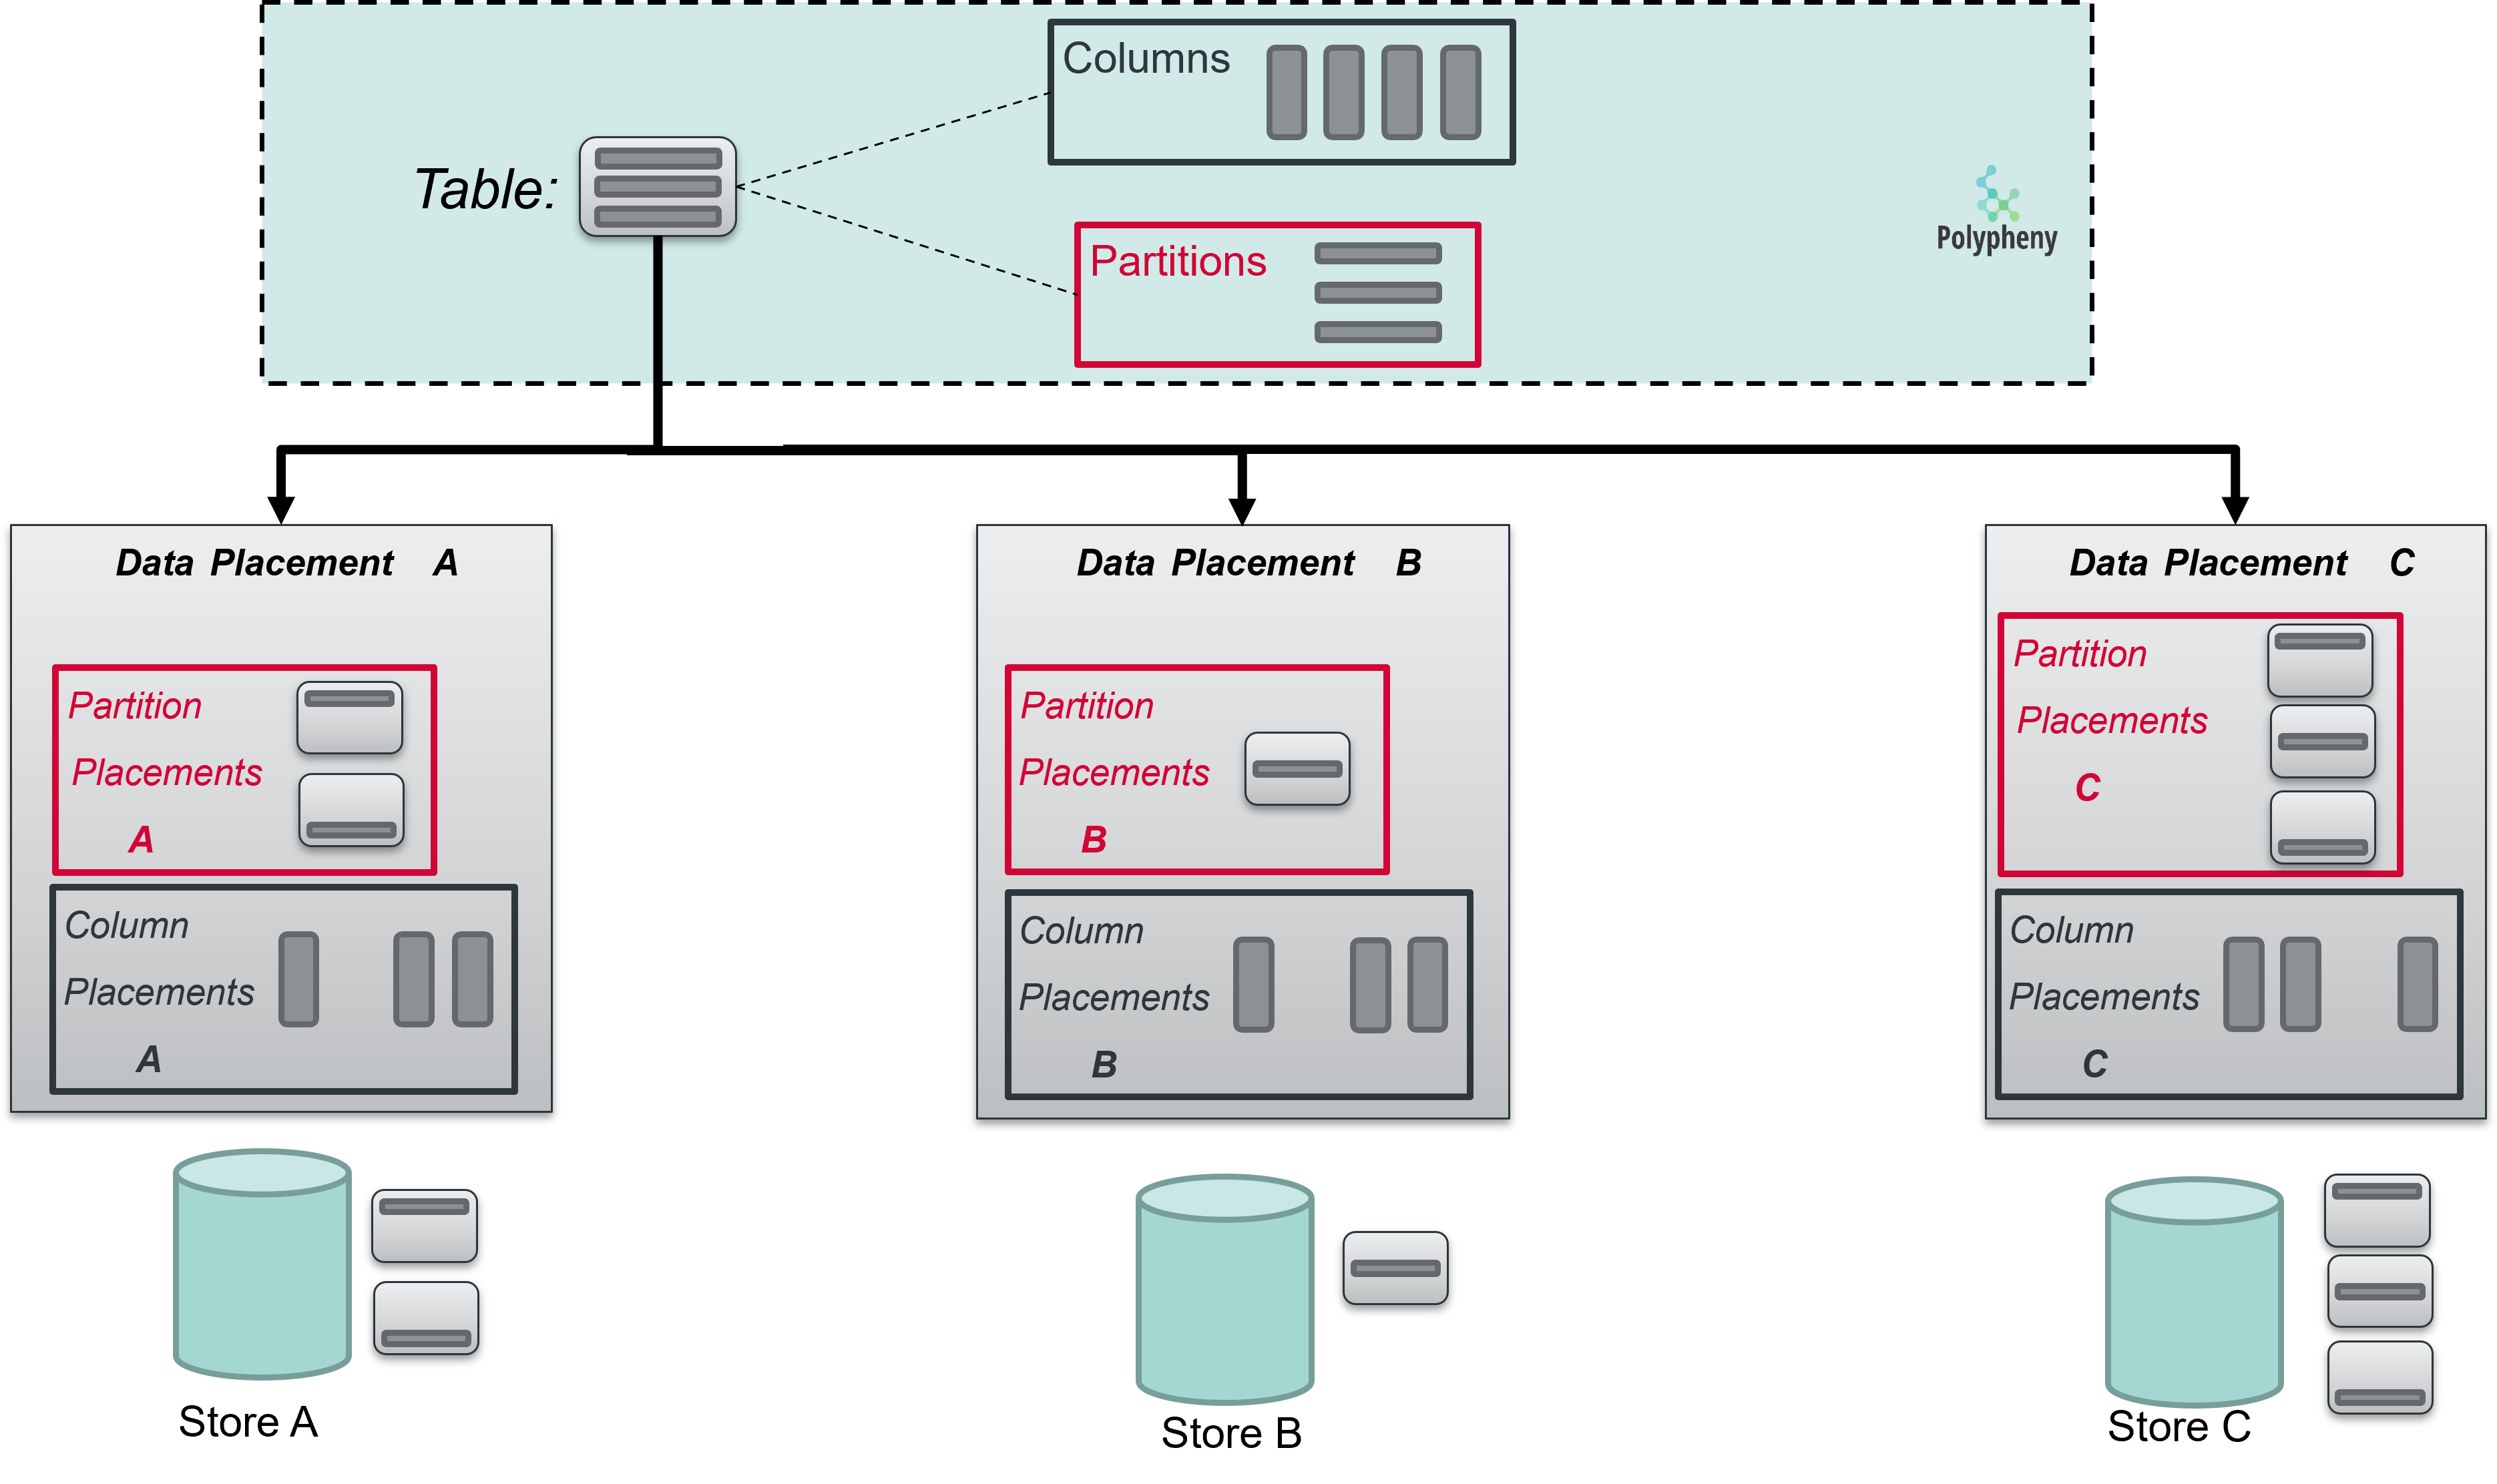 Columns
Table:
Partitions
Polypheny
Data Placement A
Partition
Placements
A
Column
Placements
A
Data Placement B
Partition
Placements
B
Column
Placements
B
Data Placement C
Partition
Placements
C
Column
Placements
C
Store A
Store B
Store C